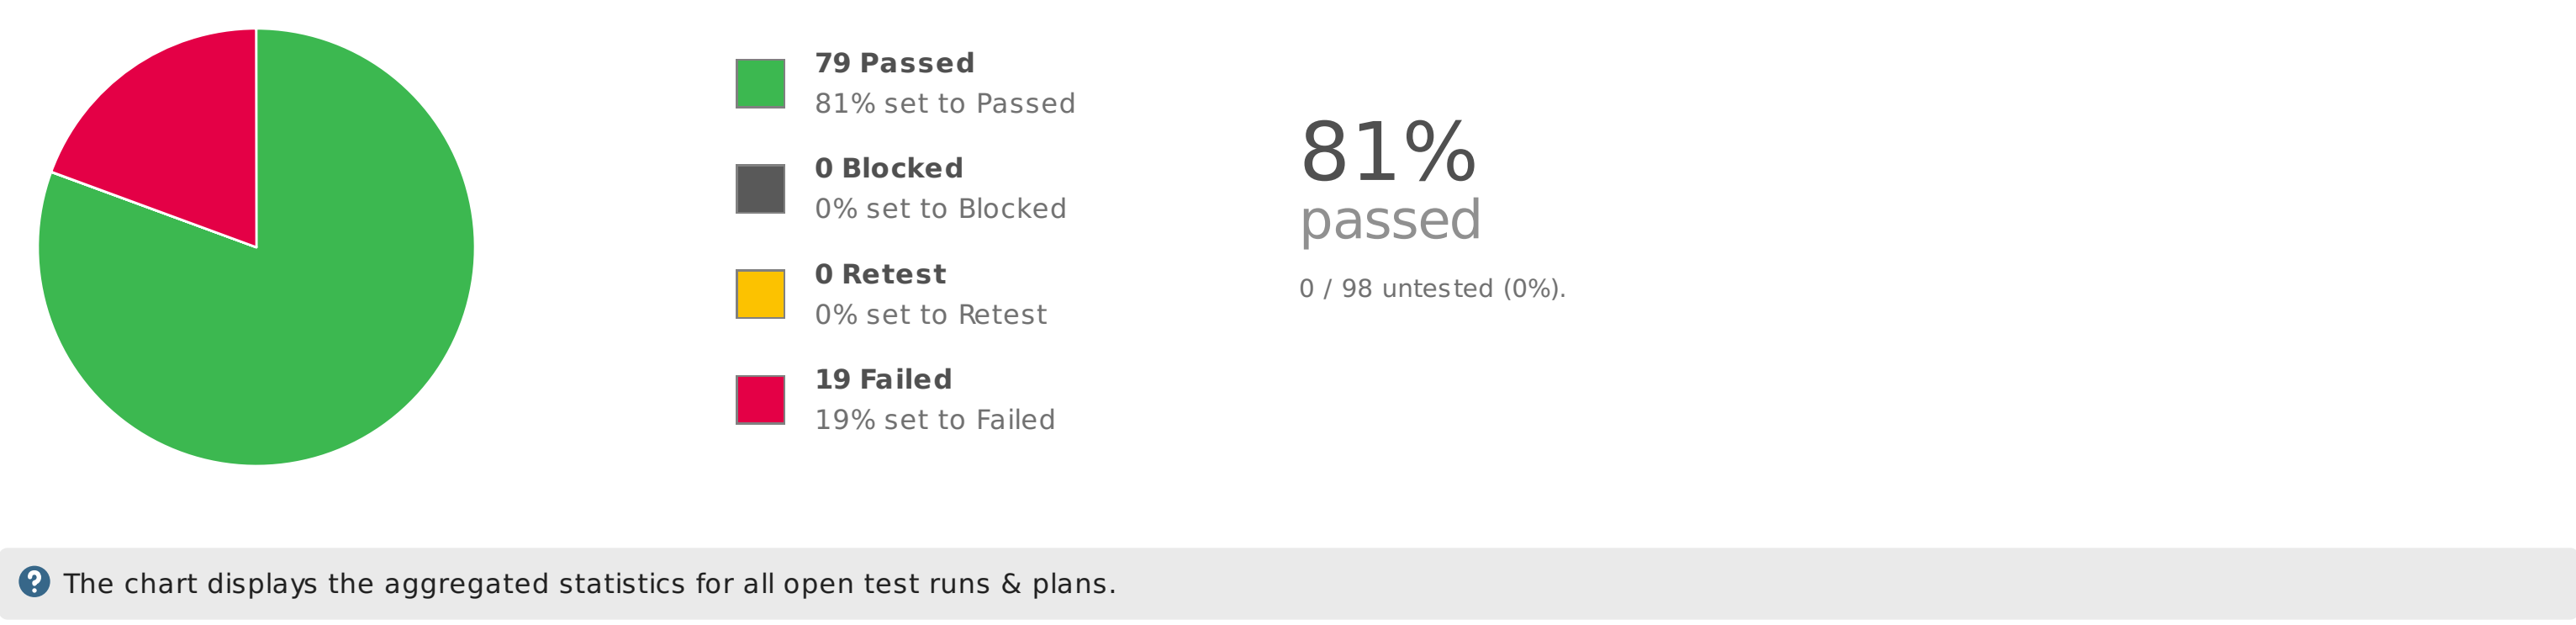 79 Passed
81% set to Passed
0 Blocked
0% set to Blocked
0 Retest
0% set to Retest
19 Failed
19% set to Failed
81%
passed
0 / 98 untested (0%).
? The chart displays the aggregated statistics for all open test runs & plans.